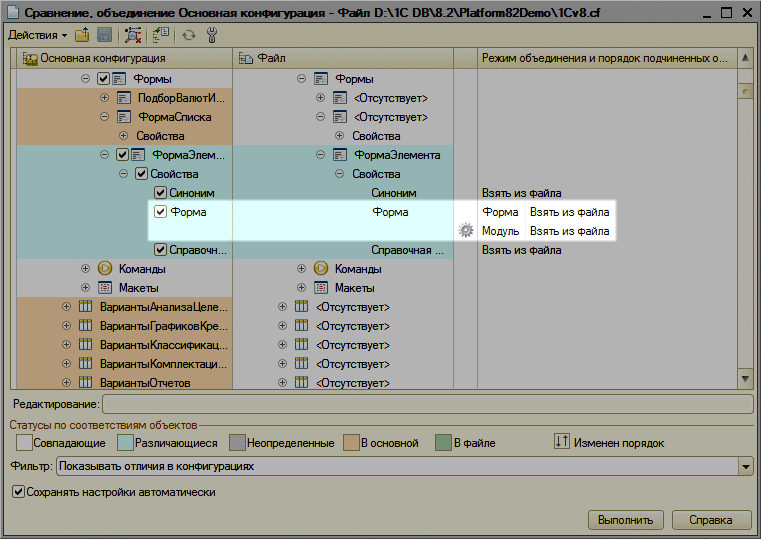 Сравнение, объединение Основная конфигурация - Файл D:\1C DB\8.2\Platform82Demo\1Cv8.cf
Действия
Основная конфигурация Файл Режим объединения и порядок подчиненных о...
Формы Формы
ПодборВалютИ... <Отсутствует>
ФормаСписка <Отсутствует>
Свойства Свойства
ФормаЭлем... ФормаЭлемента
Свойства Свойства
Синоним Синоним Взять из файла
Форма Форма Форма Взять из файла
Модуль Взять из файла
Справочн... Справочная ... Взять из файла
Команды Команды
Макеты Макеты
ВариантыАнализаЦеле... <Отсутствует>
ВариантыГрафиковКре... <Отсутствует>
ВариантыКлассификац... <Отсутствует>
ВариантыКомплектаци... <Отсутствует>
ВариантыОтчетов <Отсутствует>
Редактирование:
Статусы по соответствиям объектов
Совпадающие Различающиеся Неопределенные В основной В файле Изменен порядок
Фильтр: Показывать отличия в конфигурациях
Сохранять настройки автоматически
Выполнить Справка